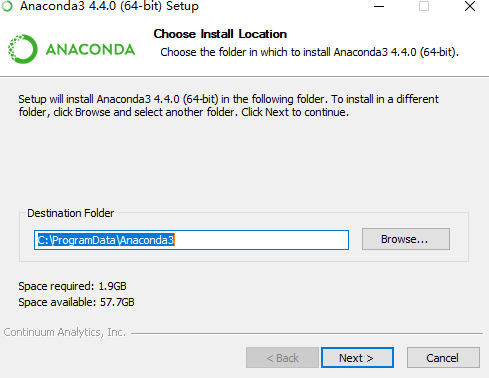 Anaconda3 4.4.0 (64-bit) Setup
ANACONDA
Choose Install Location
Choose the folder in which to install Anaconda3 4.4.0 (64-bit).
Setup will install Anaconda3 4.4.0 (64-bit) in the following folder. To install in a different
folder, click Browse and select another folder. Click Next to continue.
Destination Folder
C:\ProgramData\Anaconda3
Browse...
Space required: 1.9GB
Space available: 57.7GB
Continuum Analytics, Inc.
< Back
Next >
Cancel